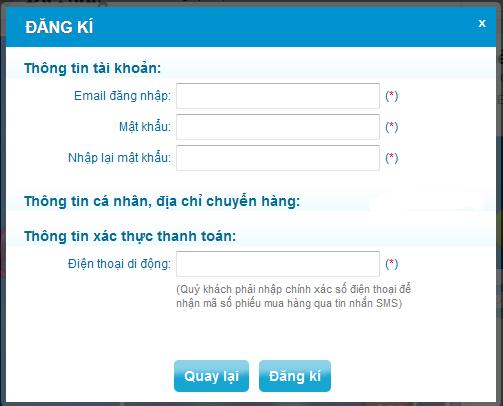 ĐĂNG KÍ
x
Thông tin tài khoản:
Email đăng nhập: (*)
Mật khẩu: (*)
Nhập lại mật khẩu: (*)
Thông tin cá nhân, địa chỉ chuyển hàng:
Thông tin xác thực thanh toán:
Điện thoại di động: (*)
(Quý khách phải nhập chính xác số điện thoại để
nhận mã số phiếu mua hàng qua tin nhắn SMS)
Quay lại Đăng kí